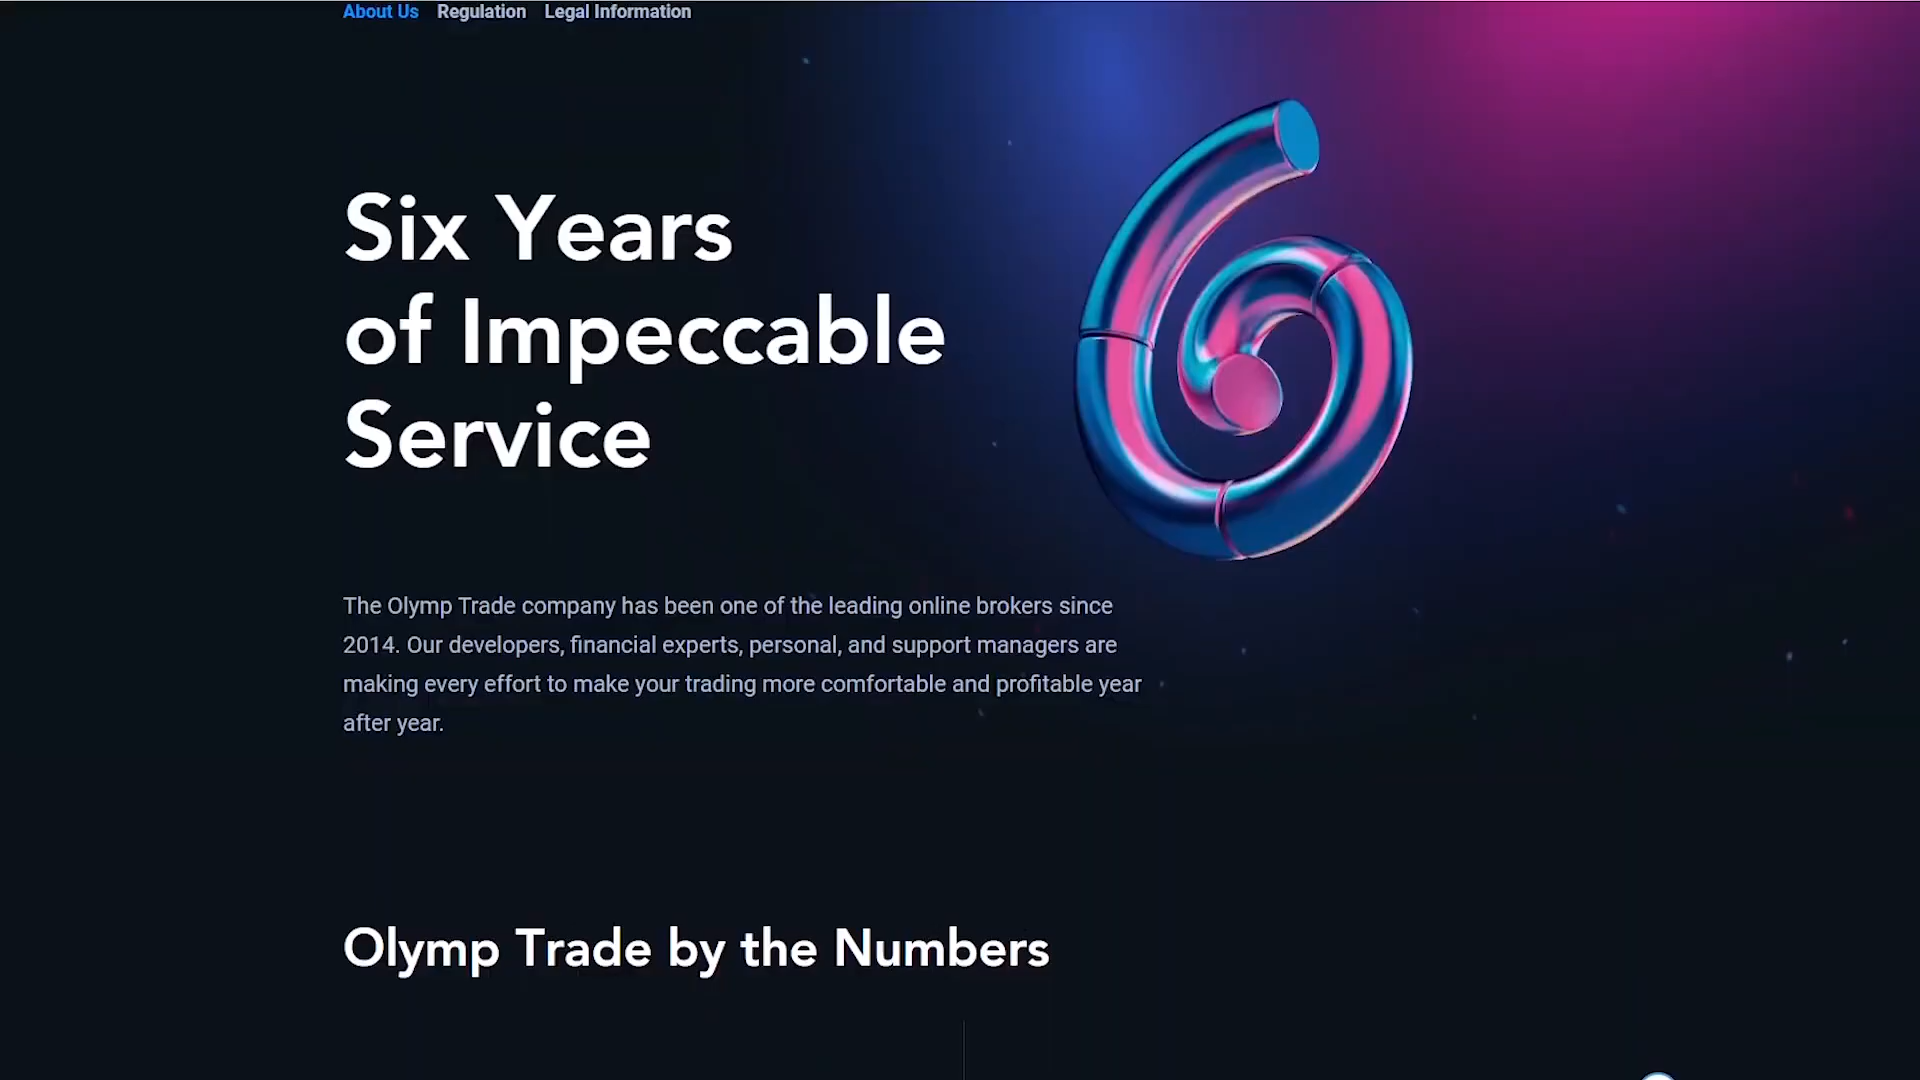 About Us Regulation Legal Information
Six Years
of Impeccable
Service
The Olymp Trade company has been one of the leading online brokers since
2014. Our developers, financial experts, personal, and support managers are
making every effort to make your trading more comfortable and profitable year
after year.
Olymp Trade by the Numbers